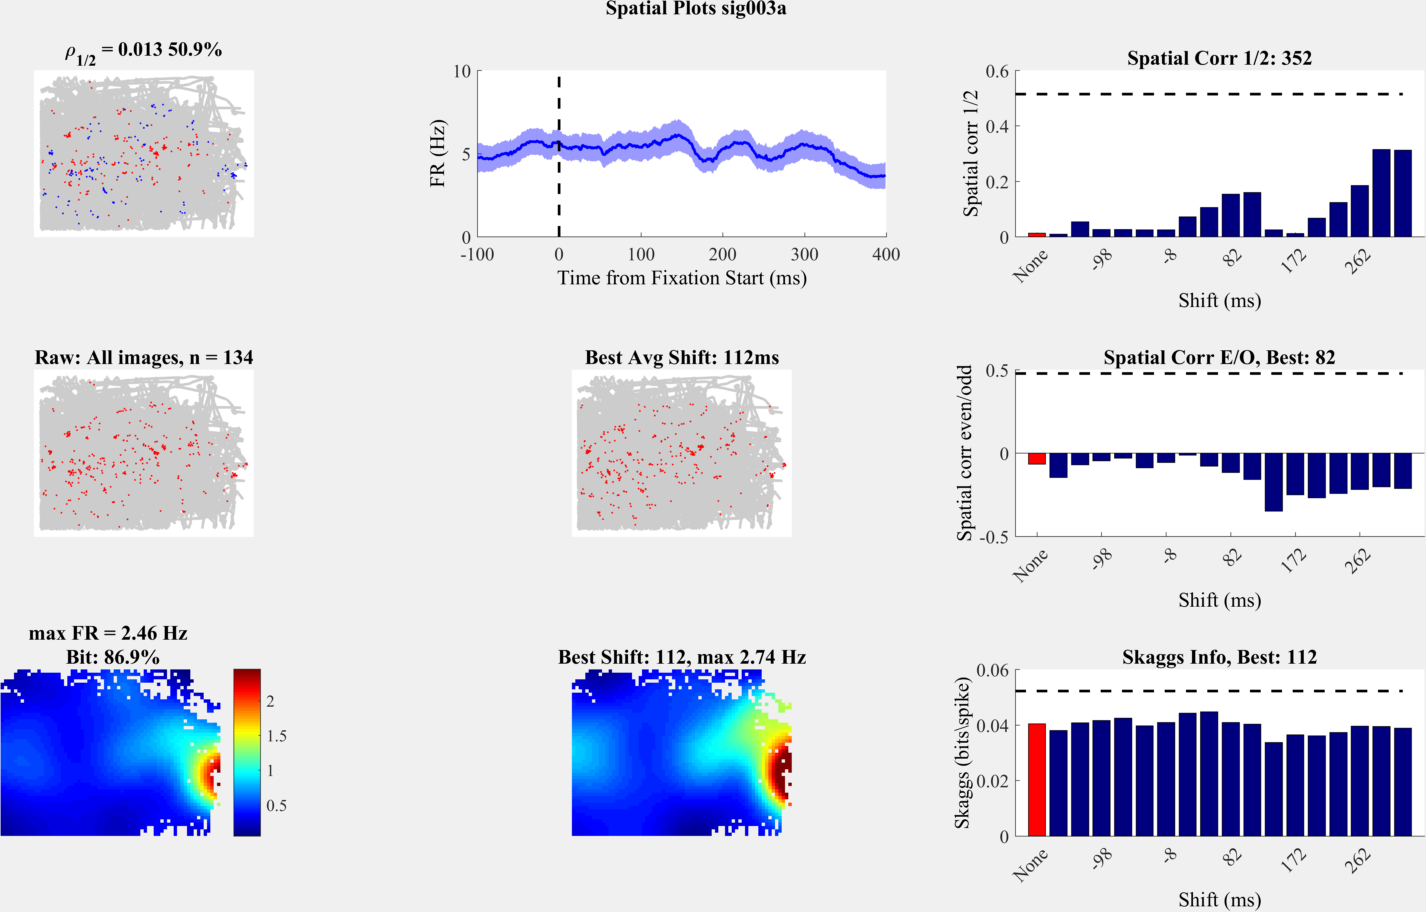 Spatial Plots sig003a
ρ1/2 = 0.013 50.9%
10
5
0
FR (Hz)
-100
0
100
200
300
400
Time from Fixation Start (ms)
Spatial Corr 1/2: 352
0.6
0.4
0.2
0
Spatial corr 1/2
None
-98
-8
82
172
262
Shift (ms)
Raw: All images, n = 134
Best Avg Shift: 112ms
Spatial Corr E/O, Best: 82
0.5
0
-0.5
Spatial corr even/odd
None
-98
-8
82
172
262
Shift (ms)
max FR = 2.46 Hz
Bit: 86.9%
2
1.5
1
0.5
Best Shift: 112, max 2.74 Hz
Skaggs Info, Best: 112
0.06
0.04
0.02
0
Skaggs (bits\spike)
None
-98
-8
82
172
262
Shift (ms)